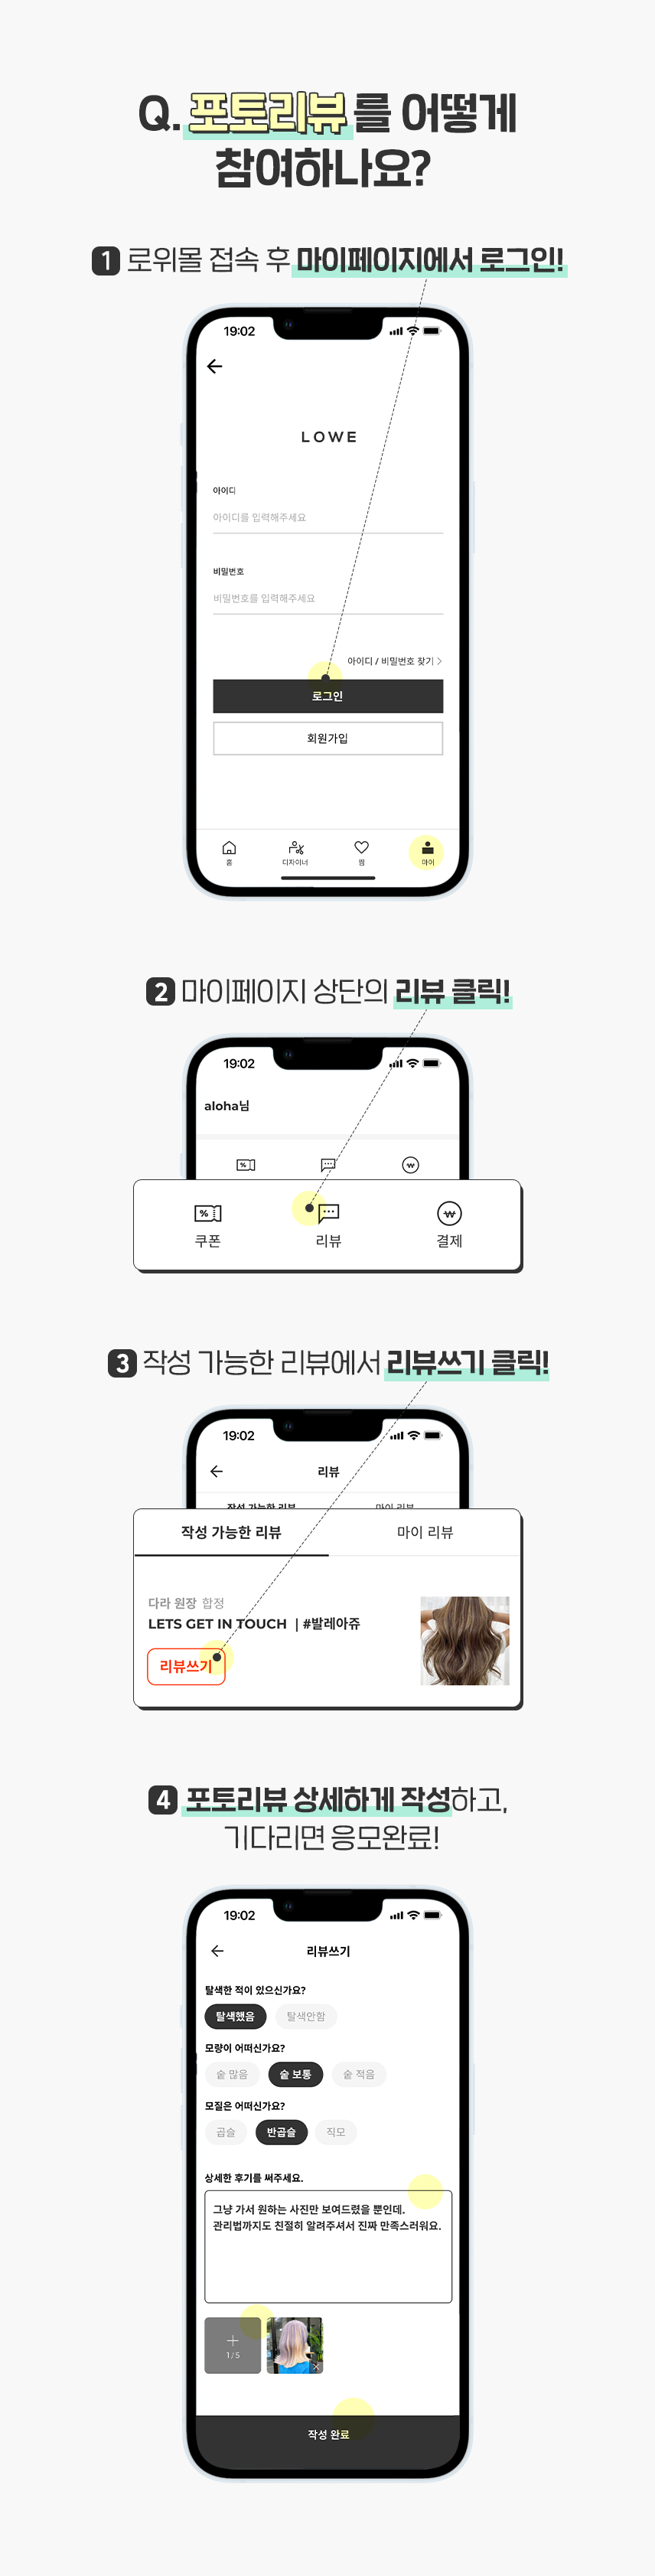 Q. 포토리뷰를 어떻게
참여하나요?
1 로위몰 접속 후 마이페이지에서 로그인!
19:02
LOWE
아이디
아이디를 입력해주세요
비밀번호
비밀번호를 입력해주세요
아이디 / 비밀번호 찾기 >
로그인
회원가입
홈 디자이너 찜 마이
2 마이페이지 상단의 리뷰 클릭!
19:02
aloha님
쿠폰 리뷰 결제
3 작성 가능한 리뷰에서 리뷰쓰기 클릭!
19:02
리뷰
작성 가능한 리뷰 마이 리뷰
작성 가능한 리뷰 마이 리뷰
다라 원장 합정
LETS GET IN TOUCH | #발레아쥬
리뷰쓰기
4 포토리뷰 상세하게 작성하고,
기다리면 응모완료!
19:02
리뷰쓰기
탈색한 적이 있으신가요?
탈색했음 탈색안함
모량이 어떠신가요?
숱 많음 숱 보통 숱 적음
모질은 어떠신가요?
곱슬 반곱슬 직모
상세한 후기를 써주세요.
그냥 가서 원하는 사진만 보여드렸을 뿐인데.
관리법까지도 친절히 알려주셔서 진짜 만족스러워요.
1 / 5
작성 완료